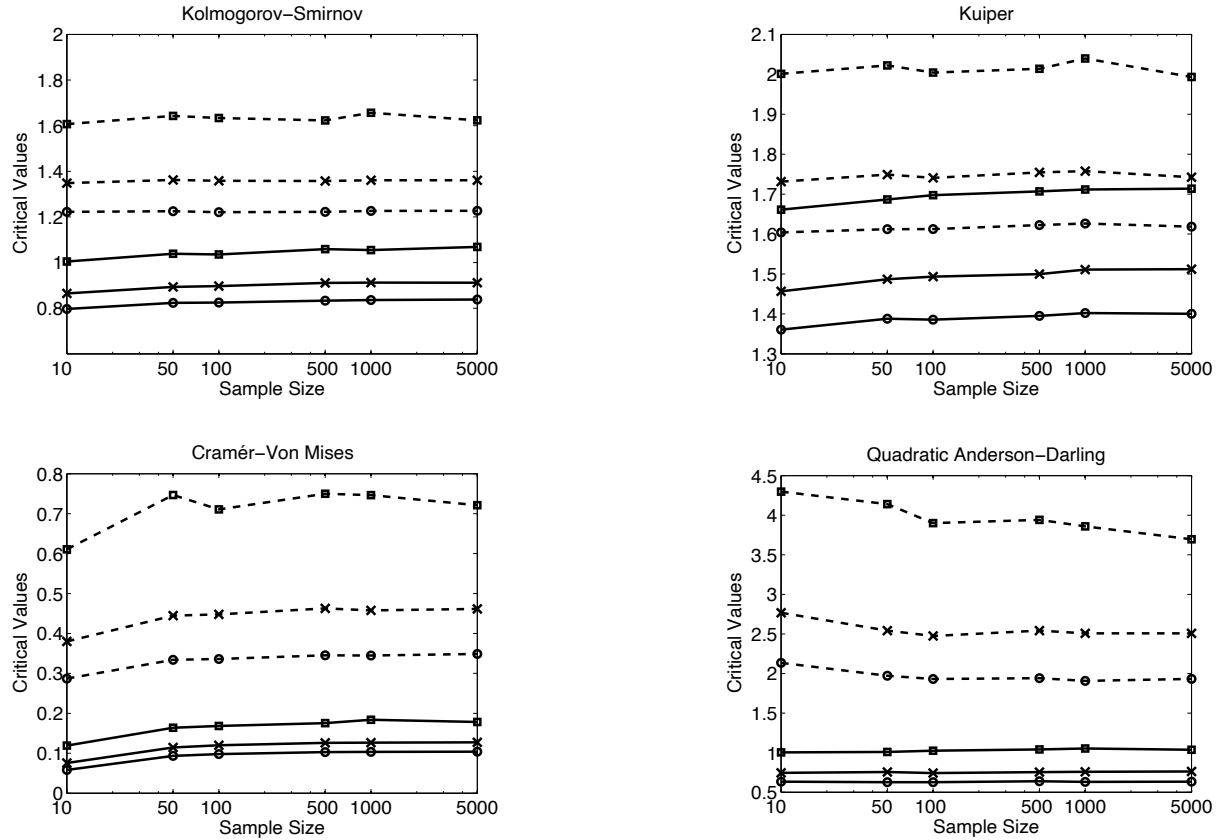 Kolmogorov−Smirnov
2
1.8
1.6
1.4
1.2
1
0.8
Critical Values
10 50 100 500 1000 5000
Sample Size
Kuiper
2.1
2
1.9
1.8
1.7
1.6
1.5
1.4
1.3
Critical Values
10 50 100 500 1000 5000
Sample Size
Cramér−Von Mises
0.8
0.7
0.6
0.5
0.4
0.3
0.2
0.1
0
Critical Values
10 50 100 500 1000 5000
Sample Size
Quadratic Anderson−Darling
4.5
4
3.5
3
2.5
2
1.5
1
0.5
Critical Values
10 50 100 500 1000 5000
Sample Size